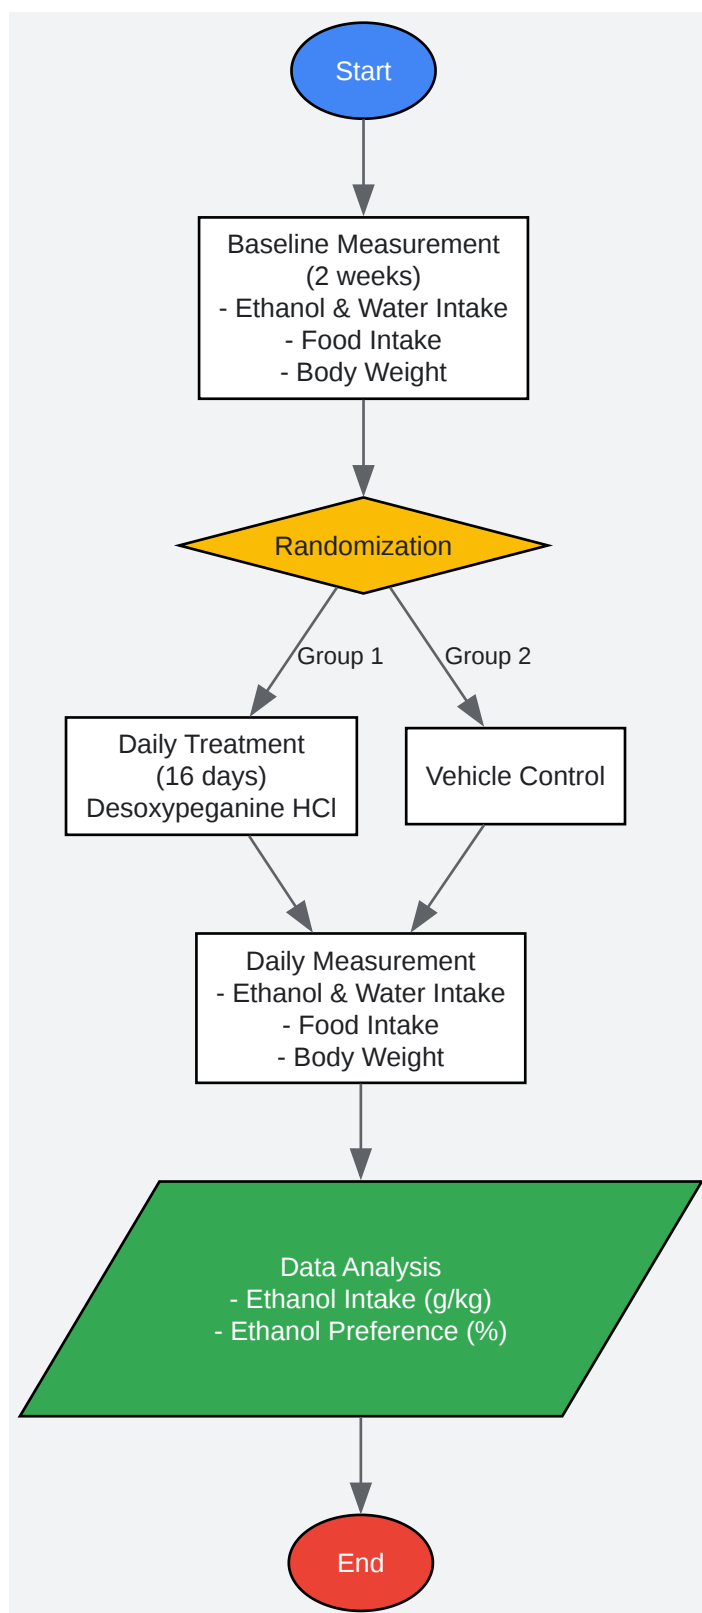 Start
Baseline Measurement
(2 weeks)
- Ethanol & Water Intake
- Food Intake
- Body Weight
Randomization
Group 1
Group 2
Daily Treatment
(16 days)
Desoxypeganine HCl
Vehicle Control
Daily Measurement
- Ethanol & Water Intake
- Food Intake
- Body Weight
Data Analysis
- Ethanol Intake (g/kg)
- Ethanol Preference (%)
End